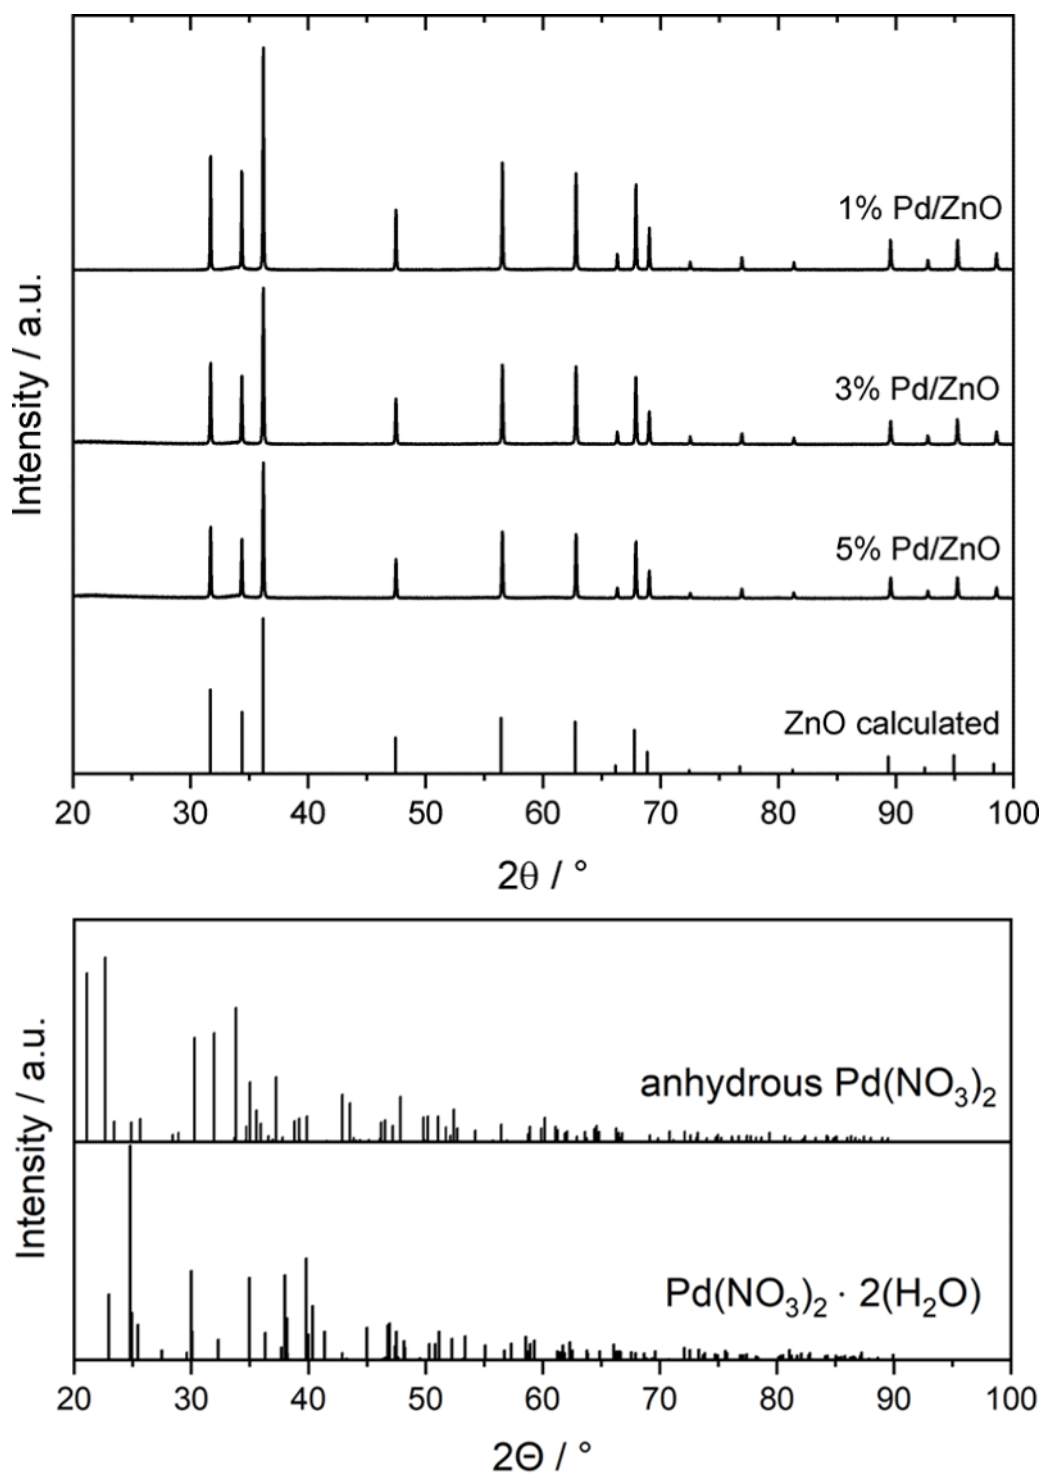 Intensity / a.u.
1% Pd/ZnO
3% Pd/ZnO
5% Pd/ZnO
ZnO calculated
20 30 40 50 60 70 80 90 100
2θ / °
Intensity / a.u.
anhydrous Pd(NO₃)₂
Pd(NO₃)₂ · 2(H₂O)
20 30 40 50 60 70 80 90 100
2Θ / °